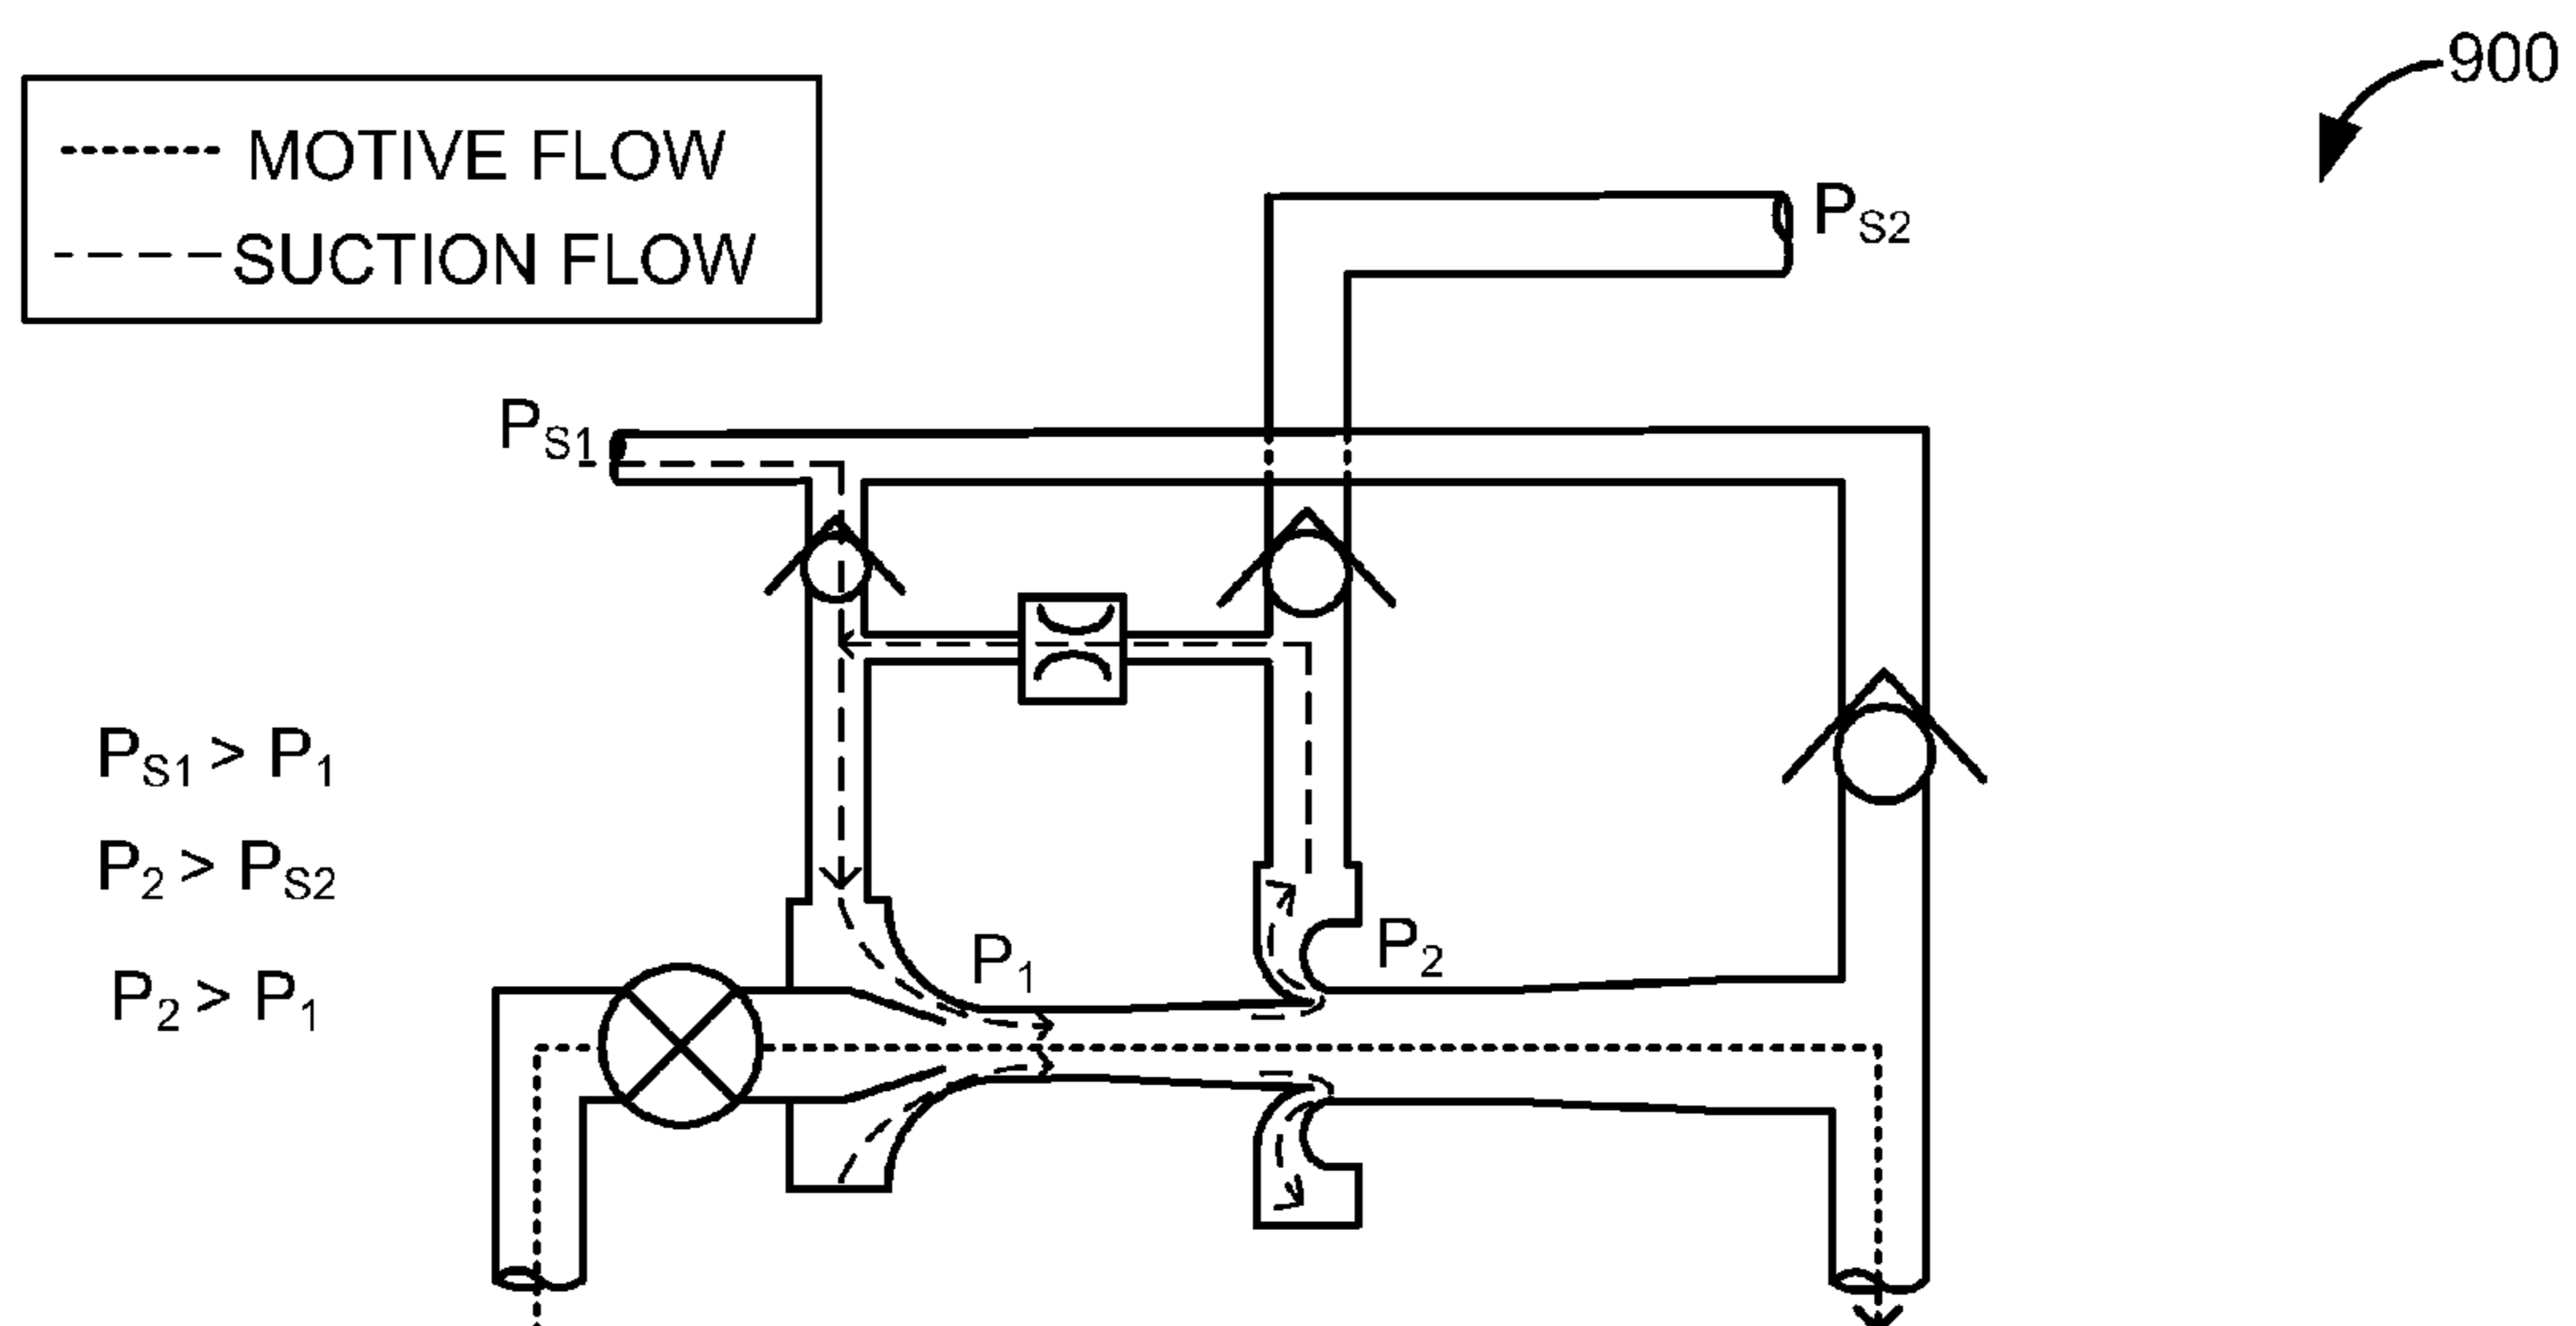 900
MOTIVE FLOW
SUCTION FLOW
PS2
PS1
PS1 > P1
P2 > PS2
P2 > P1
P1
P2